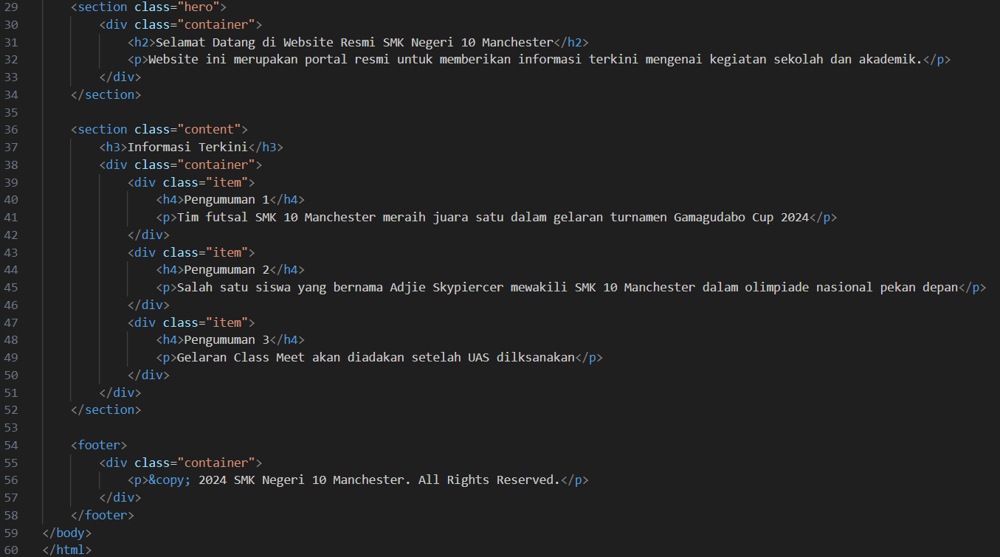 29 <section class="hero">
30 <div class="container">
31 <h2>Selamat Datang di Website Resmi SMK Negeri 10 Manchester</h2>
32 <p>Website ini merupakan portal resmi untuk memberikan informasi terkini mengenai kegiatan sekolah dan akademik.</p>
33 </div>
34 </section>
35
36 <section class="content">
37 <h3>Informasi Terkini</h3>
38 <div class="container">
39 <div class="item">
40 <h4>Pengumuman 1</h4>
41 <p>Tim futsal SMK 10 Manchester meraih juara satu dalam gelaran turnamen Gamagudabo Cup 2024</p>
42 </div>
43 <div class="item">
44 <h4>Pengumuman 2</h4>
45 <p>Salah satu siswa yang bernama Adjie Skypiercer mewakili SMK 10 Manchester dalam olimpiade nasional pekan depan</p>
46 </div>
47 <div class="item">
48 <h4>Pengumuman 3</h4>
49 <p>Gelaran Class Meet akan diadakan setelah UAS dilksanakan</p>
50 </div>
51 </div>
52 </section>
53
54 <footer>
55 <div class="container">
56 <p>&copy; 2024 SMK Negeri 10 Manchester. All Rights Reserved.</p>
57 </div>
58 </footer>
59 </body>
60 </html>